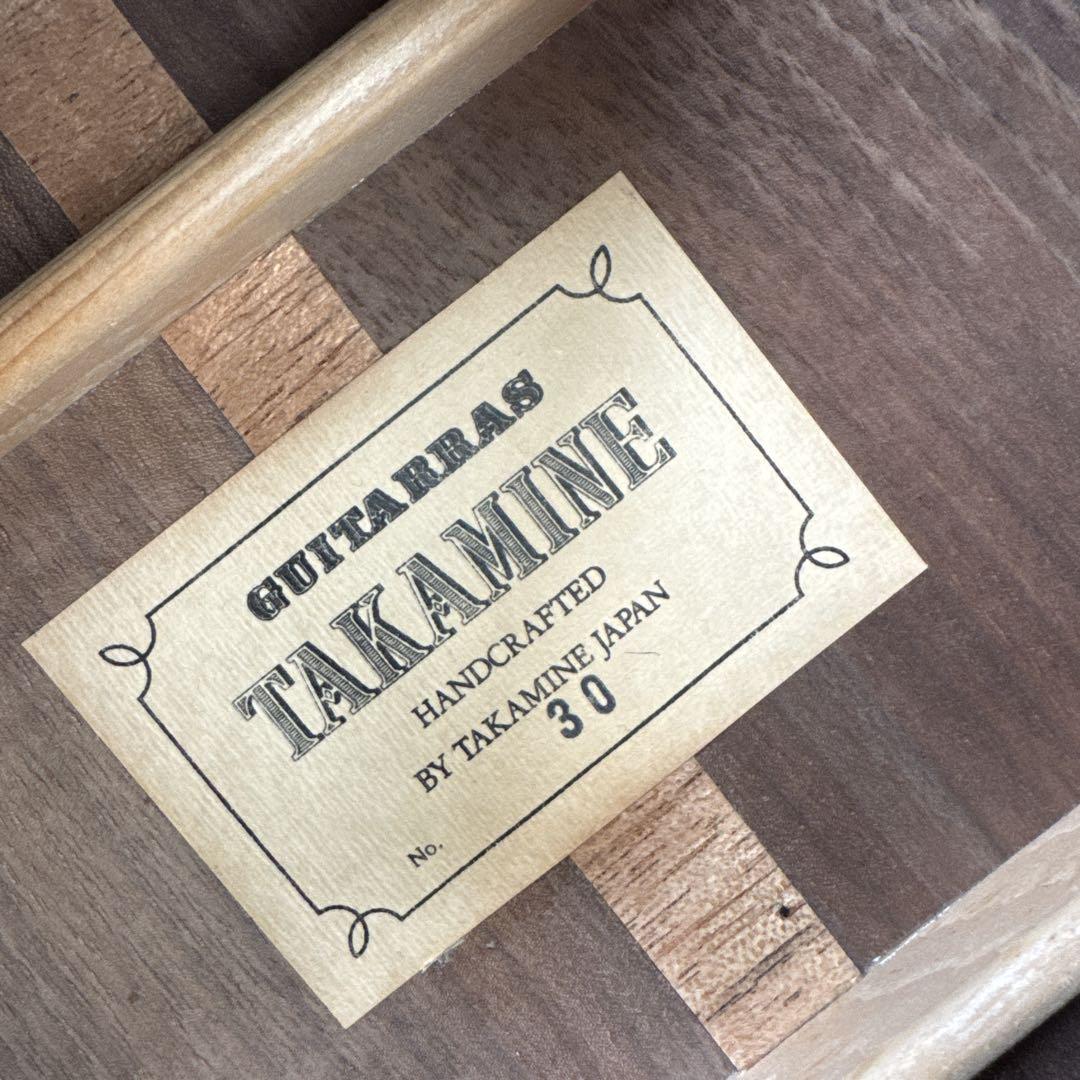 GUITARRAS
TAKAMINE
HANDCRAFTED
BY TAKAMINE JAPAN
30
No.